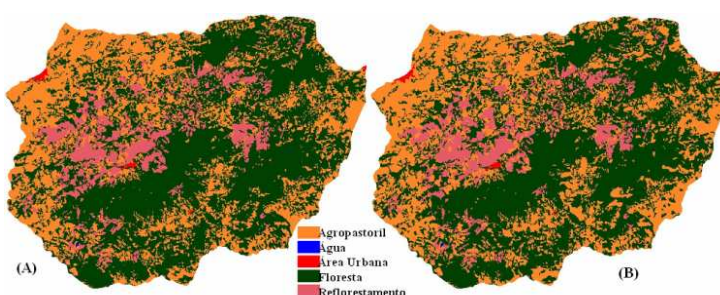 Agropastoril
Água
Área Urbana
Floresta
Reflorestamento
(A)
(B)